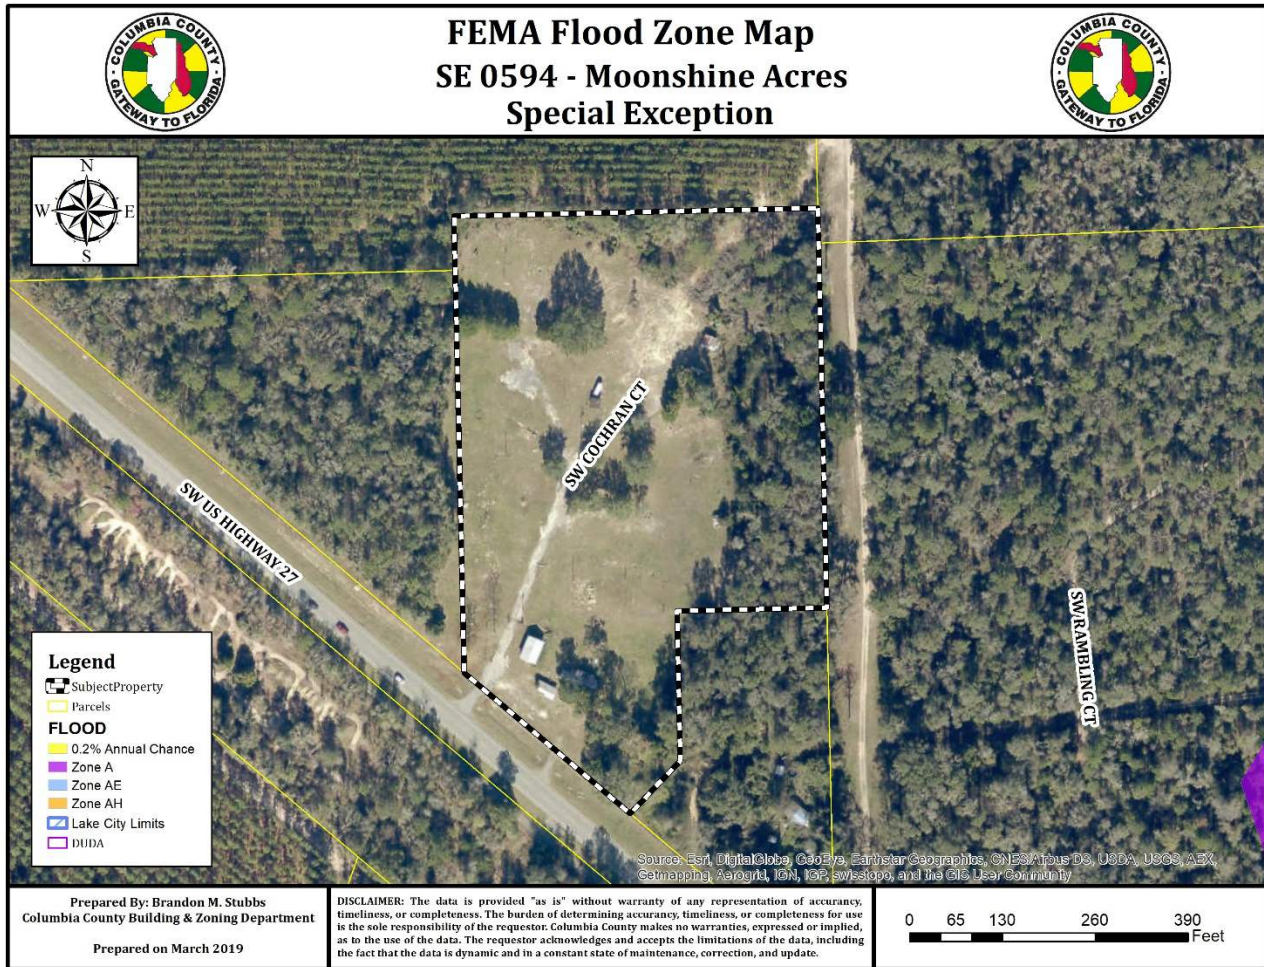 FEMA Flood Zone Map
SE 0594 - Moonshine Acres
Special Exception
COLUMBIA COUNTY
GATEWAY TO FLORIDA
COLUMBIA COUNTY
GATEWAY TO FLORIDA
N
W E
S
SW COCHRAN CT
SW US HIGHWAY 27
SW RAMBLING CT
Legend
SubjectProperty
Parcels
FLOOD
0.2% Annual Chance
Zone A
Zone AE
Zone AH
Lake City Limits
DUDA
Source: Esri, DigitalGlobe, GeoEye, Earthstar Geographics, CNES/Airbus DS, USDA, USGS, AEX,
Getmapping, Aerogrid, IGN, IGP, swisstopo, and the GIS User Community
Prepared By: Brandon M. Stubbs
Columbia County Building & Zoning Department
Prepared on March 2019
DISCLAIMER: The data is provided "as is" without warranty of any representation of accuracy,
timeliness, or completeness. The burden of determining accuracy, timeliness, or completeness for use
is the sole responsibility of the requestor. Columbia County makes no warranties, expressed or implied,
as to the use of the data. The requestor acknowledges and accepts the limitations of the data, including
the fact that the data is dynamic and in a constant state of maintenance, correction, and update.
0 65 130 260 390
Feet